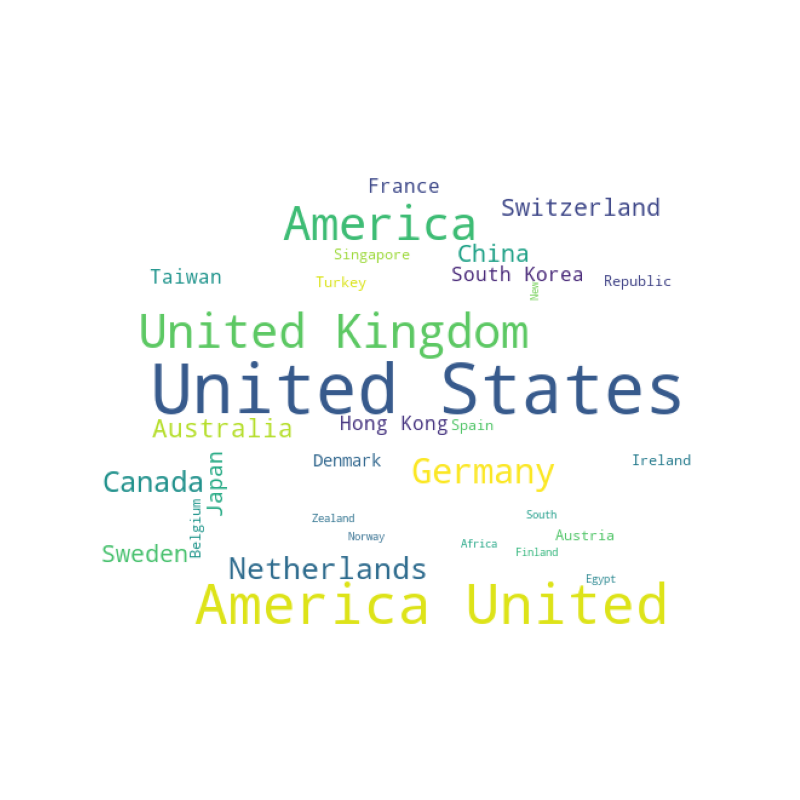 France
Switzerland
America
Singapore
China
Taiwan
Turkey
South Korea
New
Republic
United Kingdom
United States
Australia
Hong Kong
Spain
Denmark
Germany
Ireland
Canada
Japan
Belgium
Zealand
South
Norway
Austria
Africa
Finland
Sweden
Netherlands
Egypt
America United